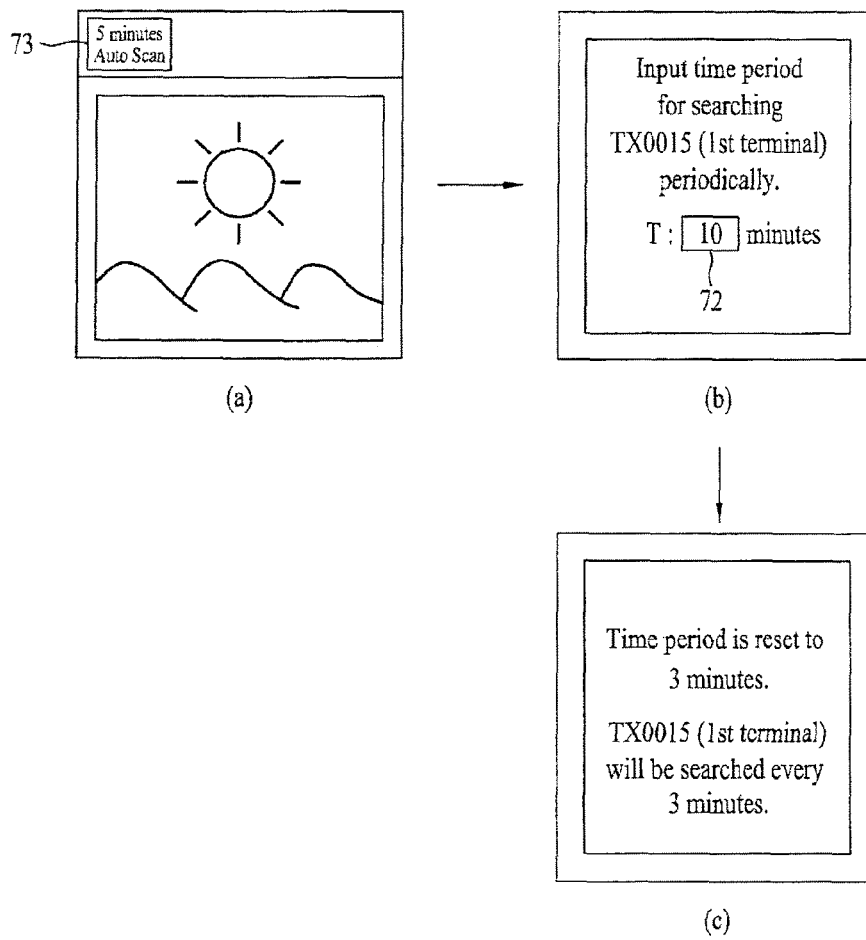 73
5 minutes
Auto Scan
(a)
Input time period
for searching
TX0015 (1st terminal)
periodically.
T : 10 minutes
72
(b)
Time period is reset to
3 minutes.
TX0015 (1st terminal)
will be searched every
3 minutes.
(c)